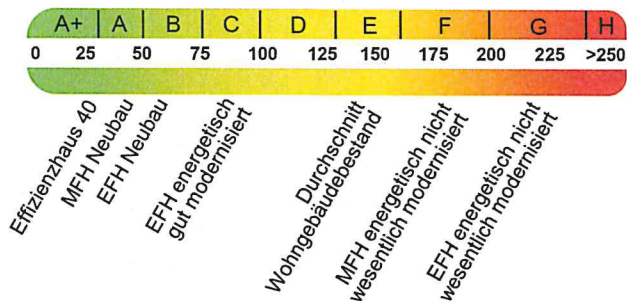 A+ A B C D E F G H
0 25 50 75 100 125 150 175 200 225 >250
Effizienzhaus 40
MFH Neubau
EFH Neubau
EFH energetisch
gut modernisiert
Durchschnitt
Wohngebäudebestand
MFH energetisch nicht
wesentlich modernisiert
EFH energetisch nicht
wesentlich modernisiert